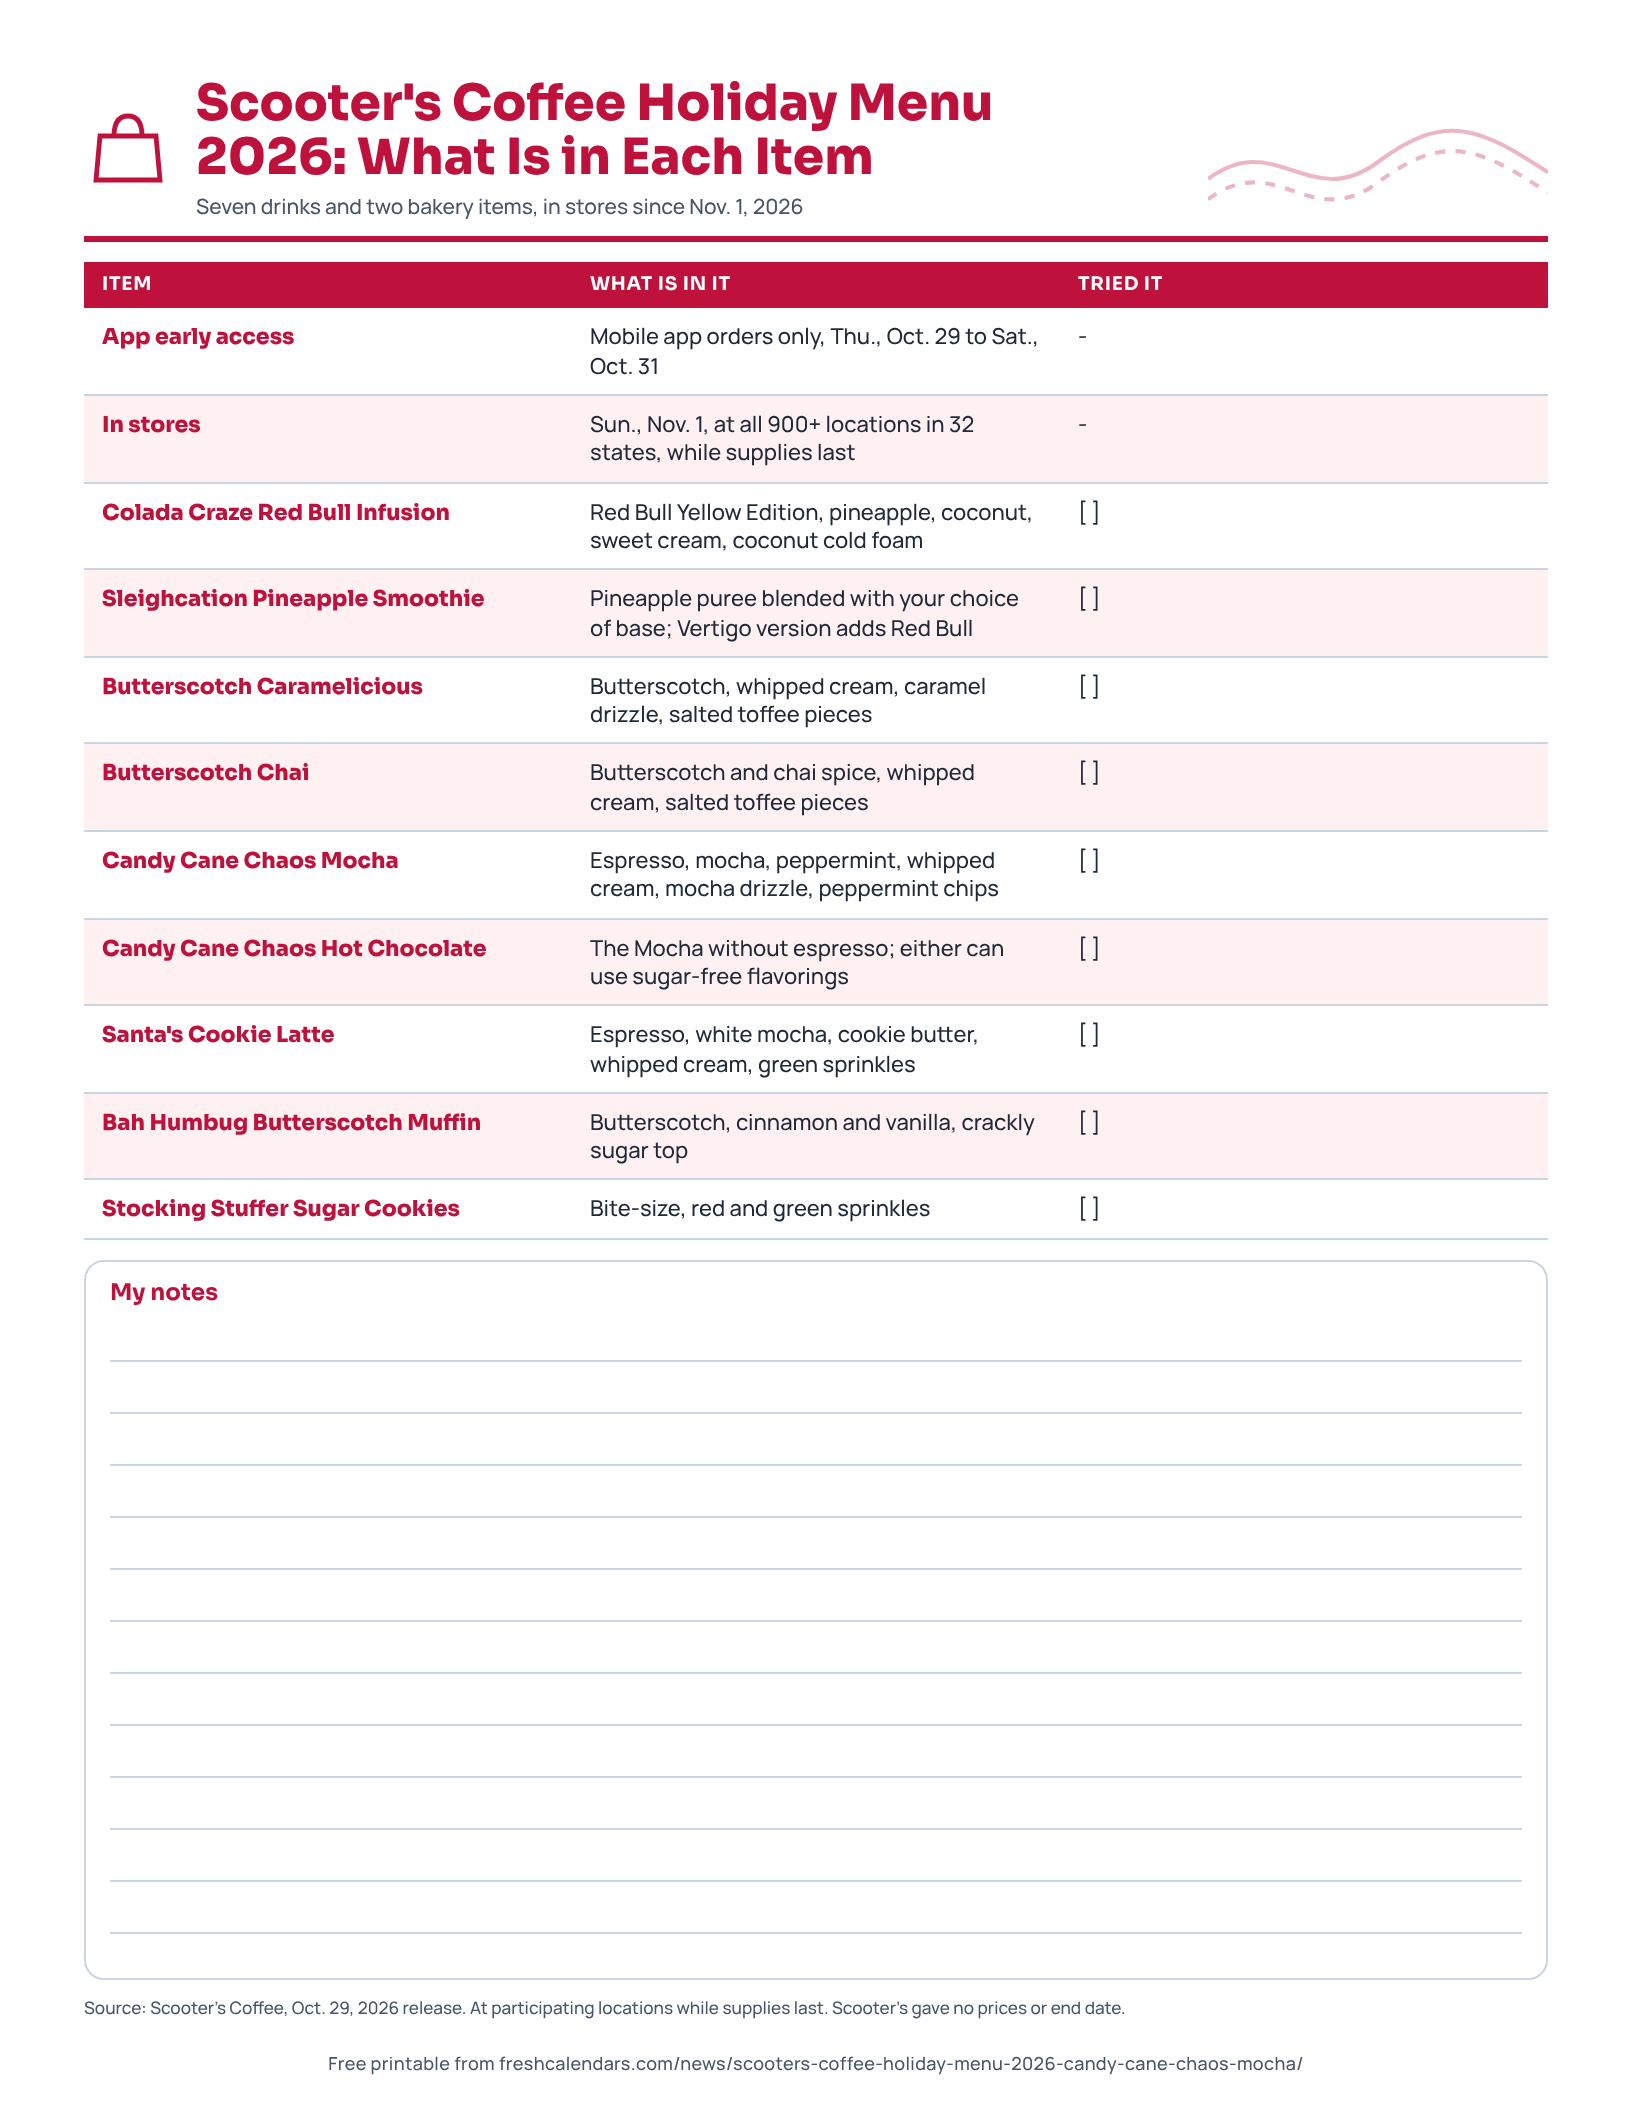 Scooter's Coffee Holiday Menu
2026: What Is in Each Item
Seven drinks and two bakery items, in stores since Nov. 1, 2026
ITEM WHAT IS IN IT TRIED IT
App early access Mobile app orders only, Thu., Oct. 29 to Sat., -
Oct. 31
In stores Sun., Nov. 1, at all 900+ locations in 32 -
states, while supplies last
Colada Craze Red Bull Infusion Red Bull Yellow Edition, pineapple, coconut, [ ]
sweet cream, coconut cold foam
Sleighcation Pineapple Smoothie Pineapple puree blended with your choice [ ]
of base; Vertigo version adds Red Bull
Butterscotch Caramelicious Butterscotch, whipped cream, caramel [ ]
drizzle, salted toffee pieces
Butterscotch Chai Butterscotch and chai spice, whipped [ ]
cream, salted toffee pieces
Candy Cane Chaos Mocha Espresso, mocha, peppermint, whipped [ ]
cream, mocha drizzle, peppermint chips
Candy Cane Chaos Hot Chocolate The Mocha without espresso; either can [ ]
use sugar-free flavorings
Santa's Cookie Latte Espresso, white mocha, cookie butter, [ ]
whipped cream, green sprinkles
Bah Humbug Butterscotch Muffin Butterscotch, cinnamon and vanilla, crackly [ ]
sugar top
Stocking Stuffer Sugar Cookies Bite-size, red and green sprinkles [ ]
My notes
Source: Scooter's Coffee, Oct. 29, 2026 release. At participating locations while supplies last. Scooter's gave no prices or end date.
Free printable from freshcalendars.com/news/scooters-coffee-holiday-menu-2026-candy-cane-chaos-mocha/